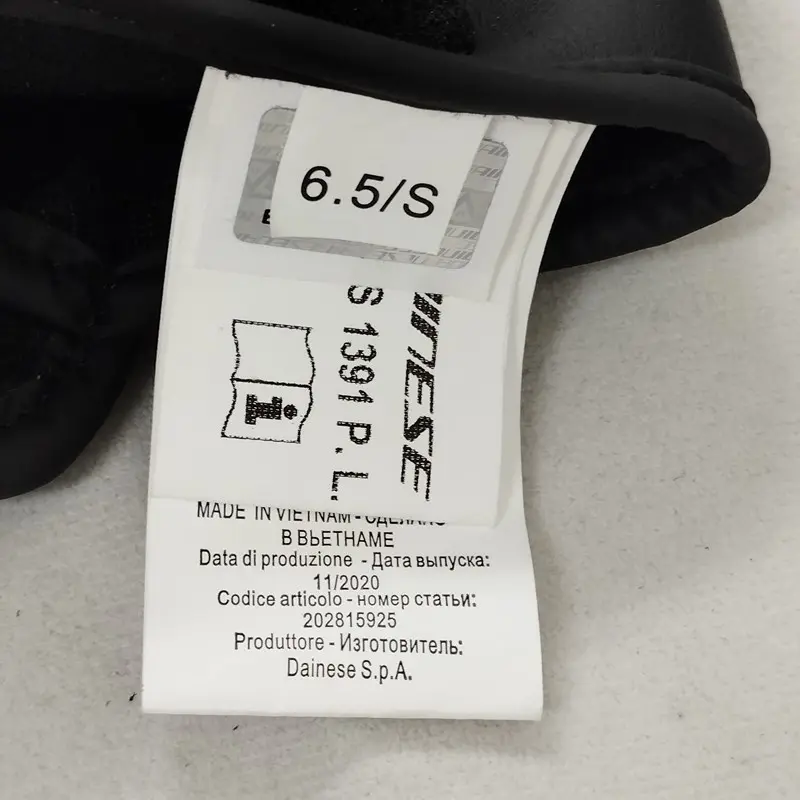 6.5/S
S 1391 P. L.
MADE IN VIETNAM - СДЕЛАНО
В ВЬЕТНАМЕ
Data di produzione - Дата выпуска:
11/2020
Codice articolo - номер статьи:
202815925
Produttore - Изготовитель:
Dainese S.p.A.